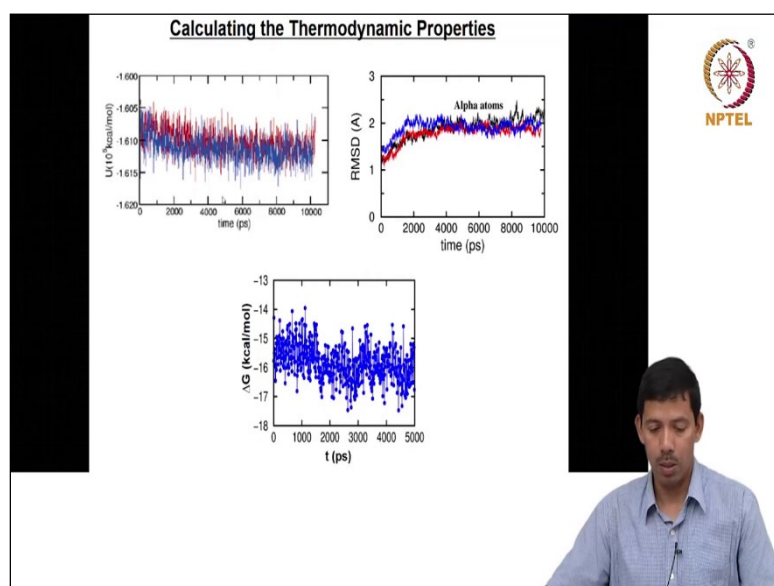 Calculating the Thermodynamic Properties
®
NPTEL
U(10⁵kcal/mol)
-1.600
-1.605
-1.610
-1.615
-1.620
0 2000 4000 6000 8000 10000
time (ps)
RMSD (A)
3
2
1
0
Alpha atoms
0 2000 4000 6000 8000 10000
time (ps)
ΔG (kcal/mol)
−13
−14
−15
−16
−17
−18
0 1000 2000 3000 4000 5000
t (ps)